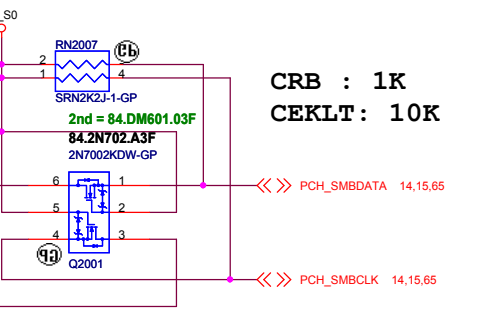 _S0
RN2007
2
1
4
SRN2K2J-1-GP
CRB : 1K
CEKLT: 10K
2nd = 84.DM601.03F
84.2N702.A3F
2N7002KDW-GP
6
1
PCH_SMBDATA 14,15,65
5
2
4
3
Q2001
PCH_SMBCLK 14,15,65